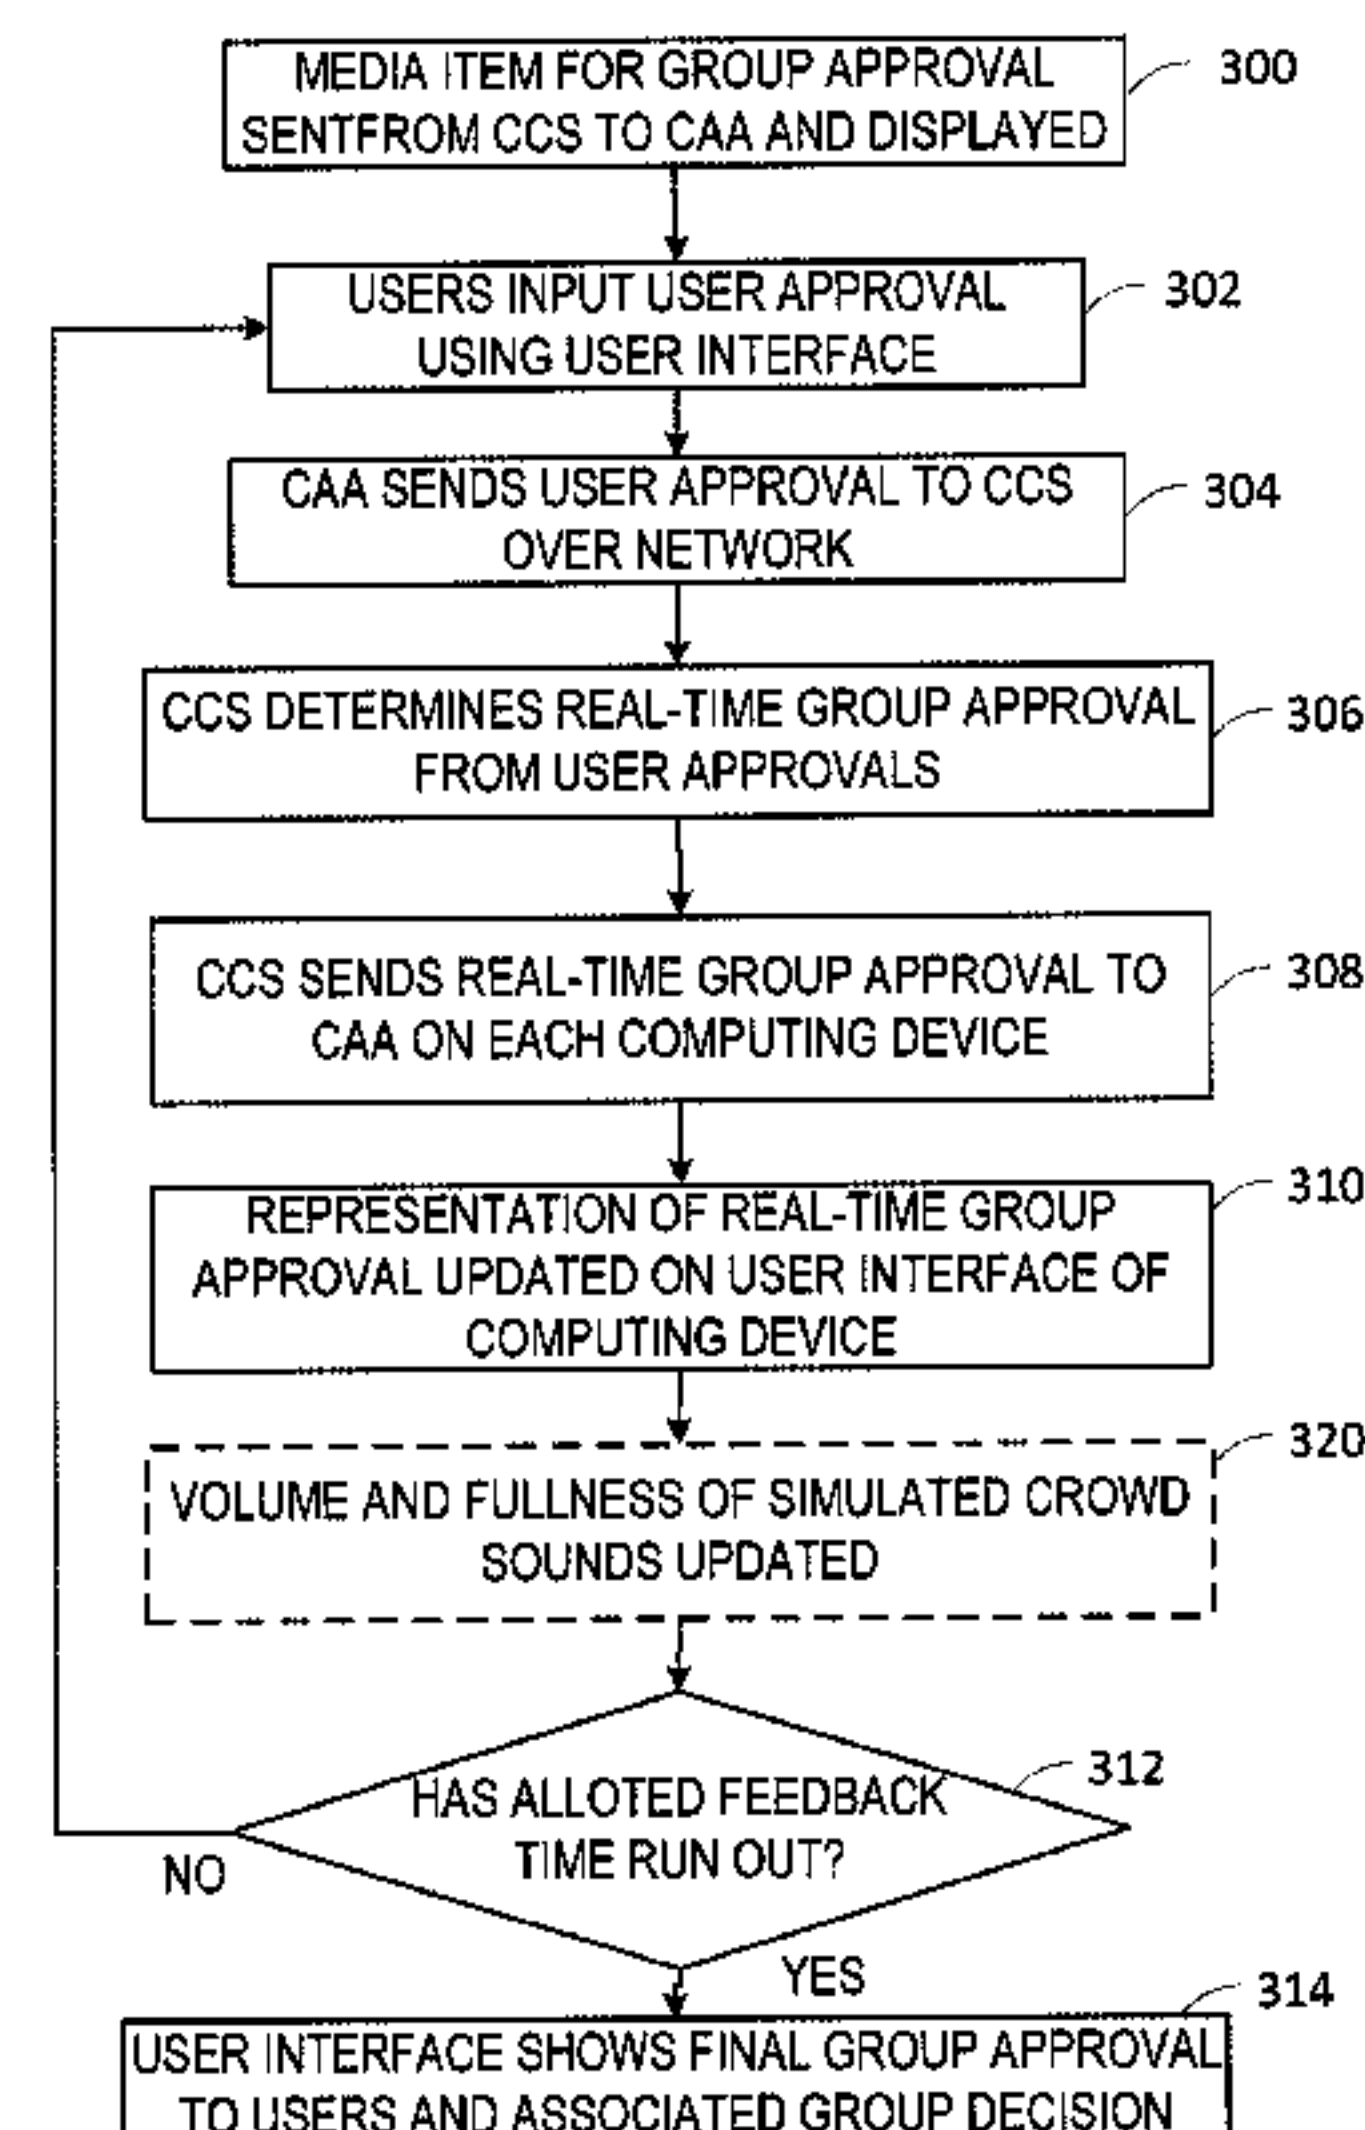 MEDIA ITEM FOR GROUP APPROVAL
SENTFROM CCS TO CAA AND DISPLAYED
300
USERS INPUT USER APPROVAL
USING USER INTERFACE
302
CAA SENDS USER APPROVAL TO CCS
OVER NETWORK
304
CCS DETERMINES REAL-TIME GROUP APPROVAL
FROM USER APPROVALS
306
CCS SENDS REAL-TIME GROUP APPROVAL TO
CAA ON EACH COMPUTING DEVICE
308
REPRESENTATION OF REAL-TIME GROUP
APPROVAL UPDATED ON USER INTERFACE OF
COMPUTING DEVICE
310
VOLUME AND FULLNESS OF SIMULATED CROWD
SOUNDS UPDATED
320
HAS ALLOTED FEEDBACK
TIME RUN OUT?
312
NO
YES
314
USER INTERFACE SHOWS FINAL GROUP APPROVAL
TO USERS AND ASSOCIATED GROUP DECISION